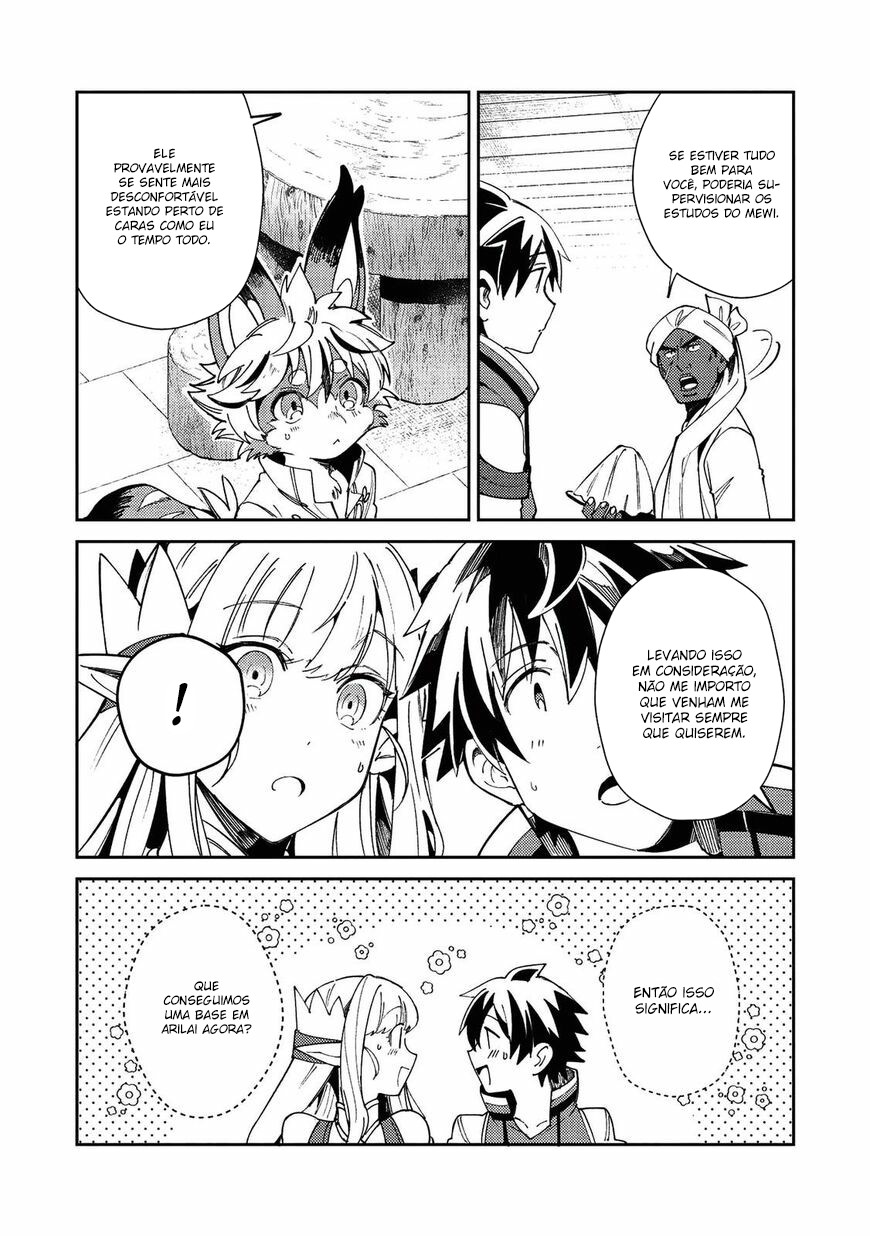 SE ESTIVER TUDO
BEM PARA
VOCÊ, PODERIA SU-
PERVISIONAR OS
ESTUDOS DO MEWI.
ELE
PROVAVELMENTE
SE SENTE MAIS
DESCONFORTÁVEL
ESTANDO PERTO DE
CARAS COMO EU
O TEMPO TODO.
LEVANDO ISSO
EM CONSIDERAÇÃO,
NÃO ME IMPORTO
QUE VENHAM ME
VISITAR SEMPRE
QUE QUISEREM.
!
ENTÃO ISSO
SIGNIFICA...
QUE
CONSEGUIMOS
UMA BASE EM
ARILAI AGORA?